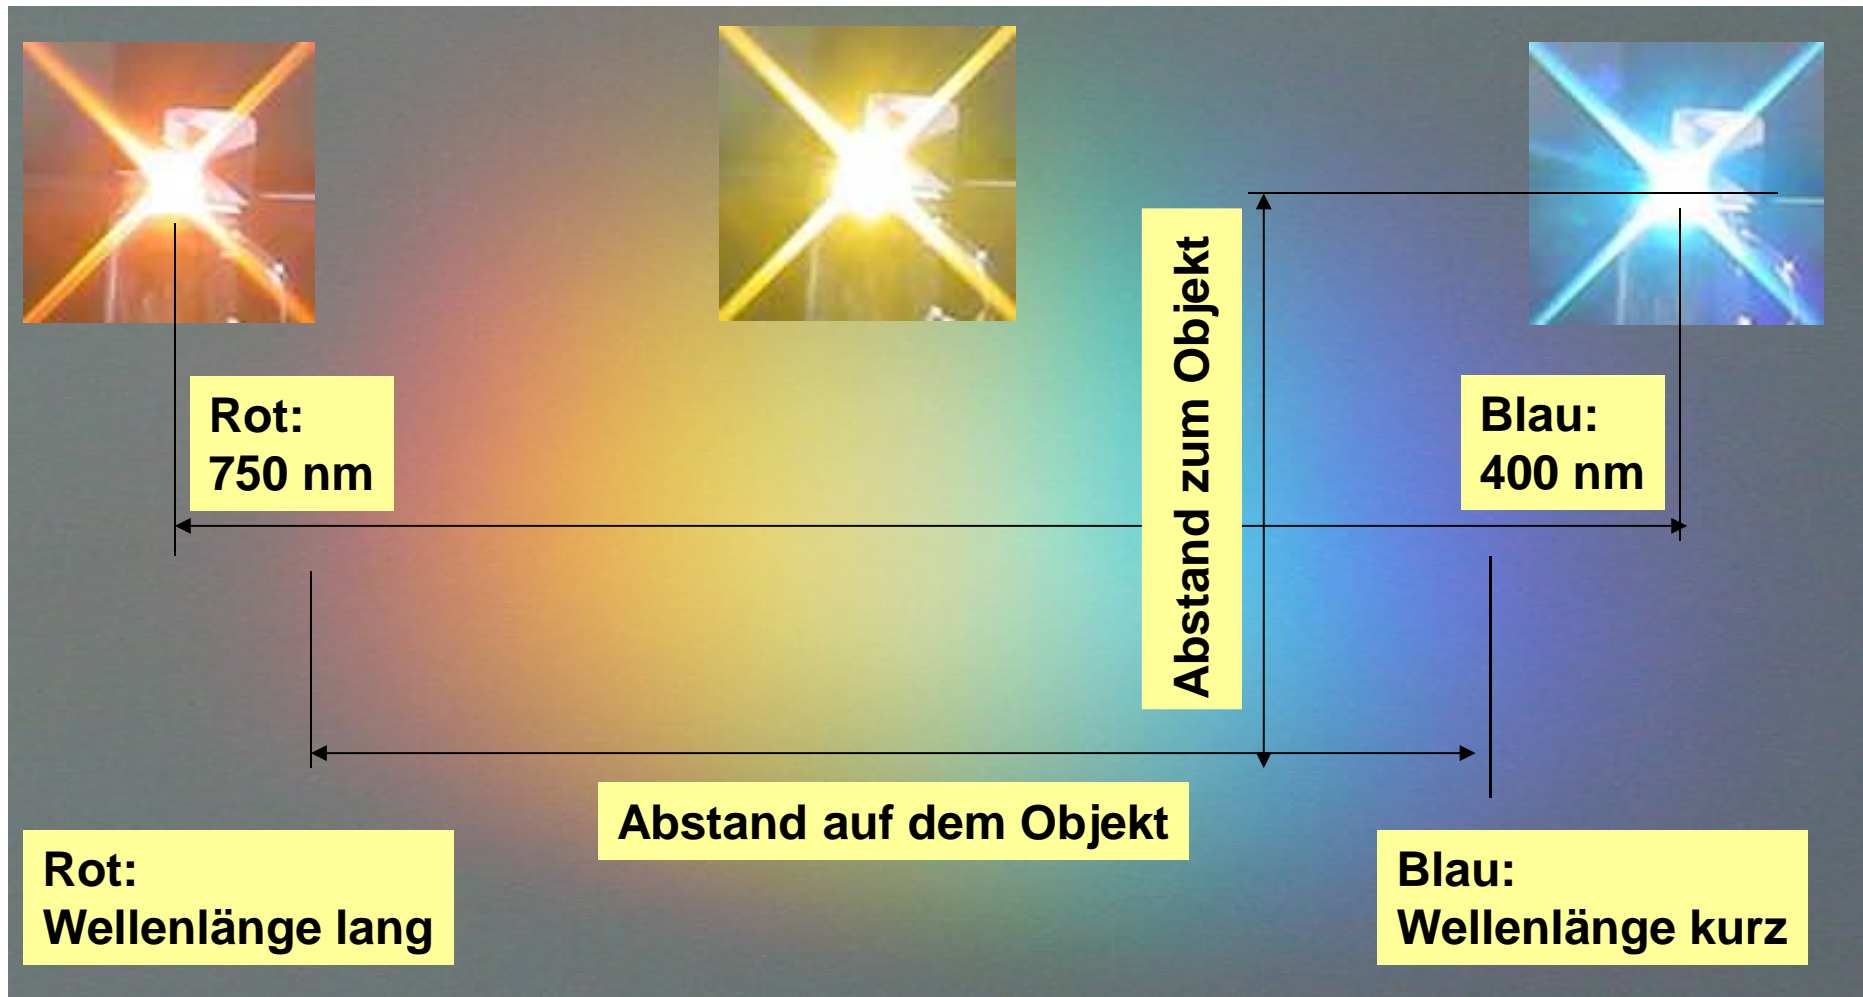 Rot:
750 nm
Blau:
400 nm
Abstand zum Objekt
Abstand auf dem Objekt
Rot:
Wellenlänge lang
Blau:
Wellenlänge kurz